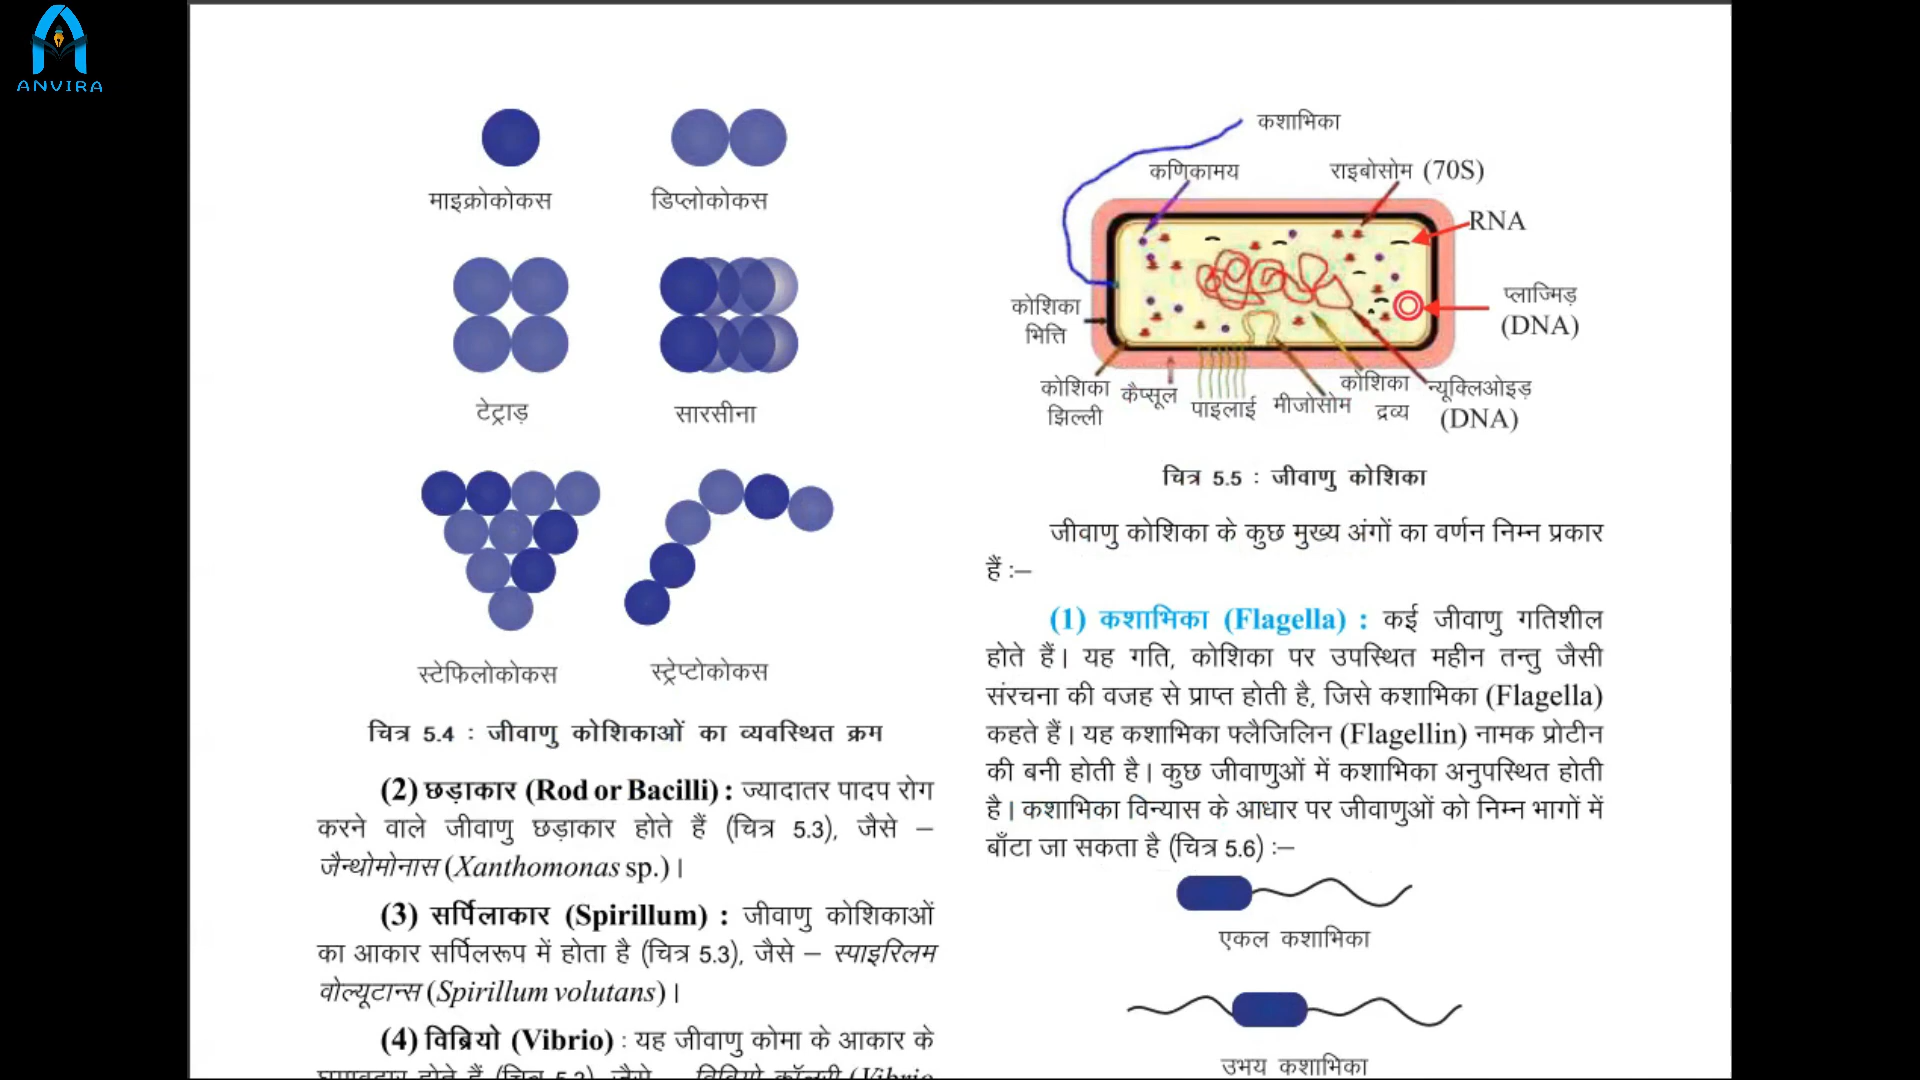 ANVIRA
माइक्रोकोकस
डिप्लोकोकस
टेट्राड़
सारसीना
स्टेफिलोकोकस
स्ट्रेप्टोकोकस
चित्र 5.4 : जीवाणु कोशिकाओं का व्यवस्थित क्रम
(2) छड़ाकार (Rod or Bacilli) : ज्यादातर पादप रोग
करने वाले जीवाणु छड़ाकार होते हैं (चित्र 5.3), जैसे –
जैन्थोमोनास (Xanthomonas sp.)।
(3) सर्पिलाकार (Spirillum) : जीवाणु कोशिकाओं
का आकार सर्पिलरूप में होता है (चित्र 5.3), जैसे – स्पाइरिलम
वोल्यूटान्स (Spirillum volutans)।
(4) विब्रियो (Vibrio) : यह जीवाणु कोमा के आकार के
होते हैं (चित्र 5.3), जैसे – विब्रियो कॉलरी (Vibrio
कशाभिका
कणिकामय
राइबोसोम (70S)
RNA
कोशिका
भित्ति
प्लाज्मिड़
(DNA)
कोशिका
झिल्ली
कैप्सूल
पाइलाई
मीजोसोम
कोशिका
द्रव्य
न्यूक्लिओइड़
(DNA)
चित्र 5.5 : जीवाणु कोशिका
जीवाणु कोशिका के कुछ मुख्य अंगों का वर्णन निम्न प्रकार
हैं :–
(1) कशाभिका (Flagella) : कई जीवाणु गतिशील
होते हैं। यह गति, कोशिका पर उपस्थित महीन तन्तु जैसी
संरचना की वजह से प्राप्त होती है, जिसे कशाभिका (Flagella)
कहते हैं। यह कशाभिका फ्लैजिलिन (Flagellin) नामक प्रोटीन
की बनी होती है। कुछ जीवाणुओं में कशाभिका अनुपस्थित होती
है। कशाभिका विन्यास के आधार पर जीवाणुओं को निम्न भागों में
बाँटा जा सकता है (चित्र 5.6) :–
एकल कशाभिका
उभय कशाभिका